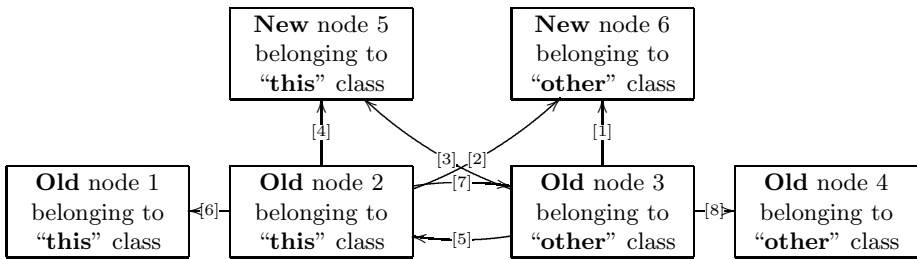 New node 5
belonging to
“this” class
New node 6
belonging to
“other” class
[4]
[3]
[2]
[1]
[7]
Old node 1
belonging to
“this” class
[6]
Old node 2
belonging to
“this” class
[5]
Old node 3
belonging to
“other” class
[8]
Old node 4
belonging to
“other” class